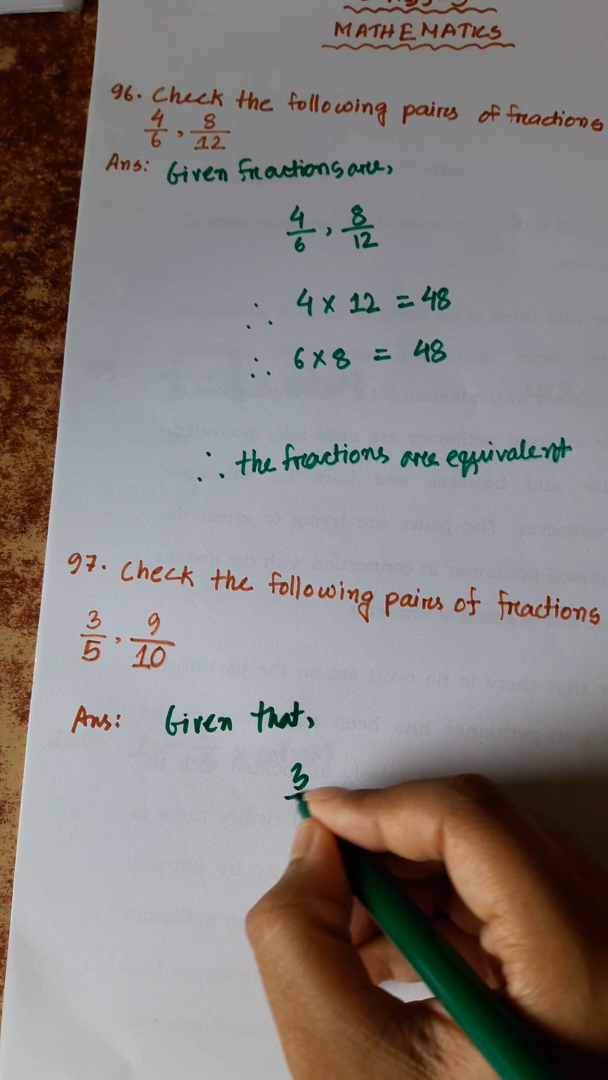 MATHEMATICS
96. Check the following pairs of fractions
4/6, 8/12
Ans: Given fractions are,
4/6, 8/12
∴ 4 × 12 = 48
∴ 6 × 8 = 48
∴ the fractions are equivalent
97. Check the following pairs of fractions
3/5, 9/10
Ans: Given that,
3